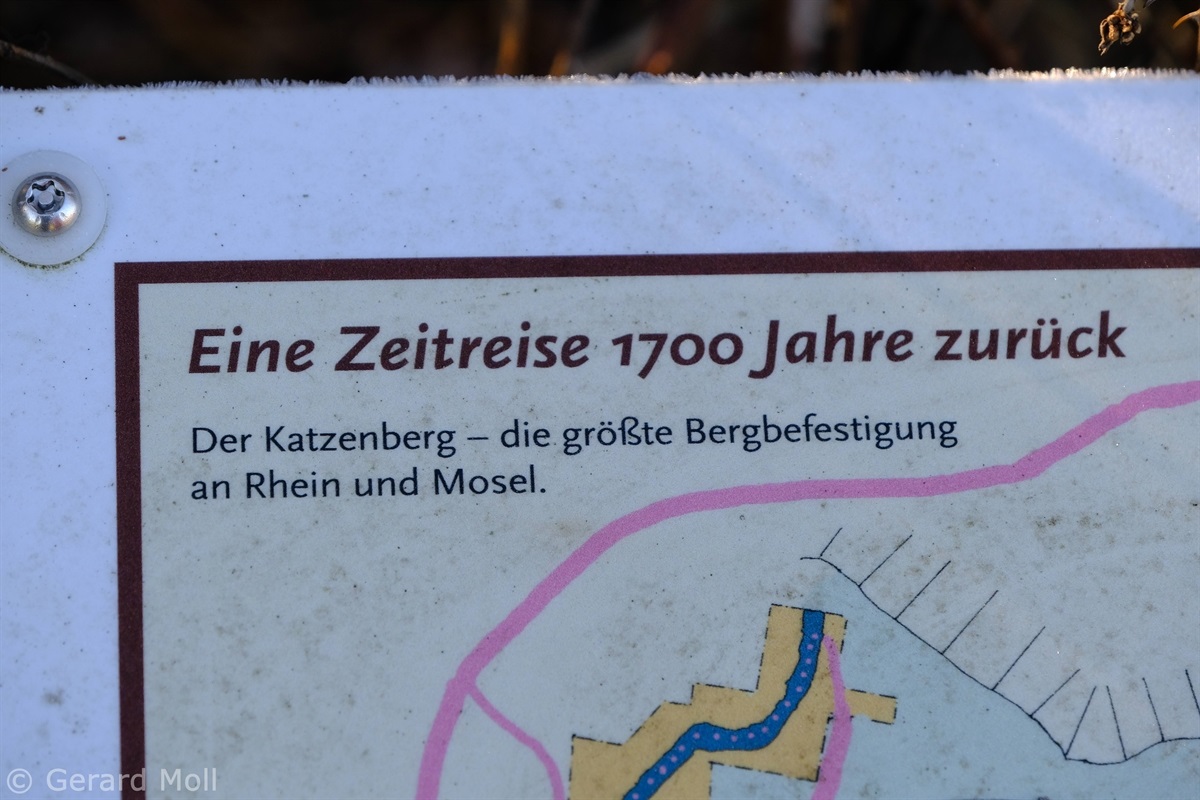 Eine Zeitreise 1700 Jahre zurück
Der Katzenberg – die größte Bergbefestigung
an Rhein und Mosel.
© Gerard Moll